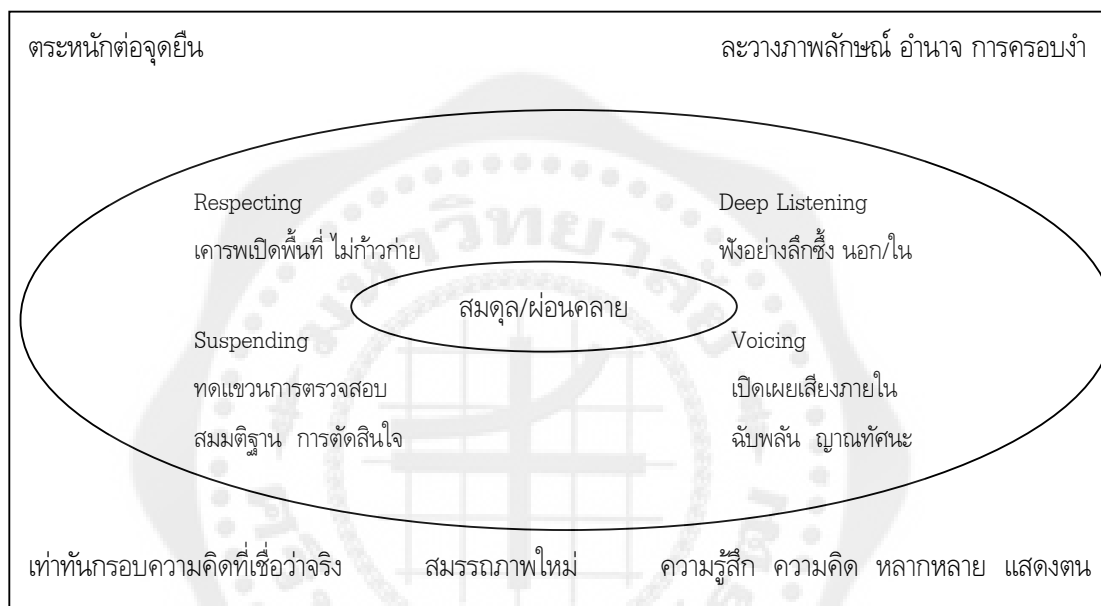 ตระหนักต่อจุดยืน ละวางภาพลักษณ์ อำนาจ การครอบงำ
Respecting Deep Listening
เคารพเปิดพื้นที่ ไม่ก้าวก่าย ฟังอย่างลึกซึ้ง นอก/ใน
สมดุล/ผ่อนคลาย
Suspending Voicing
ทดแขวนการตรวจสอบ เปิดเผยเสียงภายใน
สมมติฐาน การตัดสินใจ ฉับพลัน ญาณทัศนะ
เท่าทันกรอบความคิดที่เชื่อว่าจริง สมรรถภาพใหม่ ความรู้สึก ความคิด หลากหลาย แสดงตน